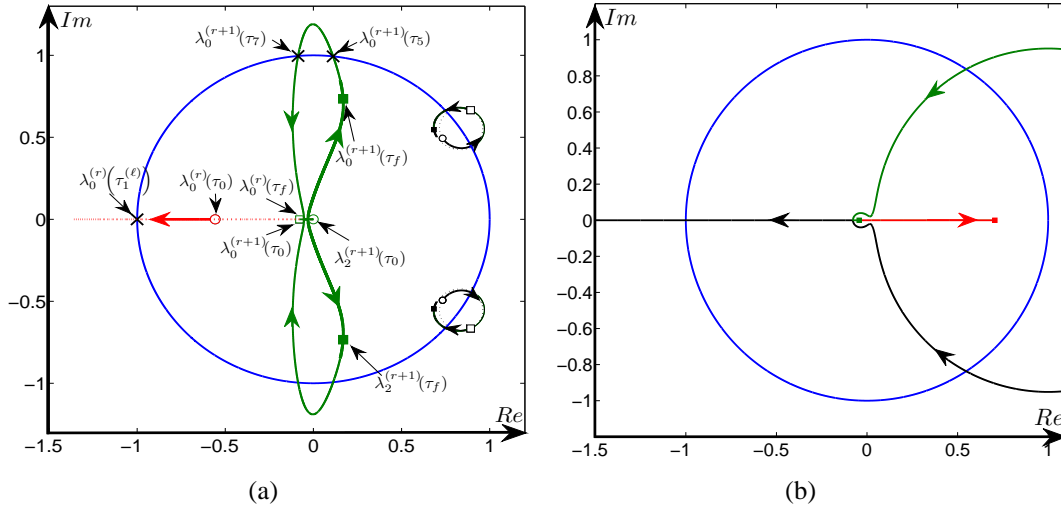 Im
λ₀^(r+1)(τ₇) λ₀^(r+1)(τ₅)
1
0.5
λ₀^(r+1)(τ_f)
λ₀^(r)(τ₁^(ℓ)) λ₀^(r)(τ₀) λ₀^(r)(τ_f)
0
λ₀^(r+1)(τ₀) λ₂^(r+1)(τ₀)
−0.5
λ₂^(r+1)(τ_f)
−1
Re
−1.5 −1 −0.5 0 0.5 1
(a)
Im
1
0.8
0.6
0.4
0.2
0
−0.2
−0.4
−0.6
−0.8
−1
Re
−1.5 −1 −0.5 0 0.5 1
(b)